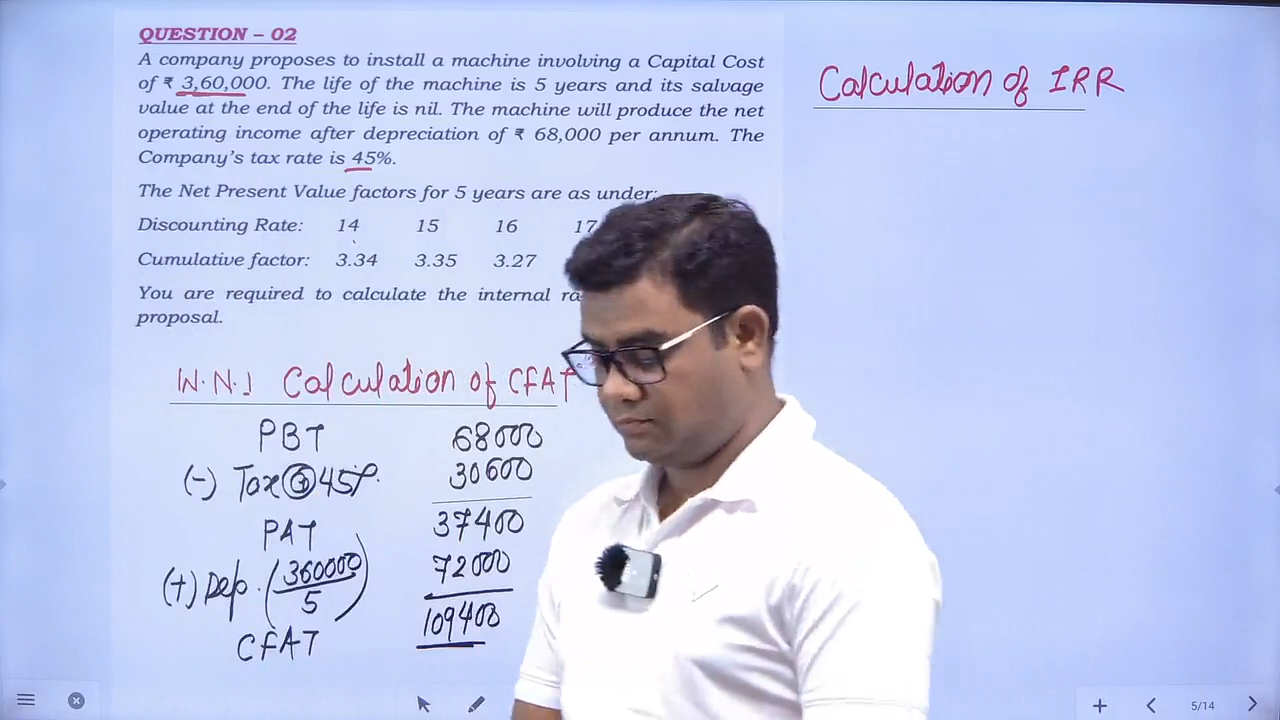 QUESTION – 02
A company proposes to install a machine involving a Capital Cost
of ₹ 3,60,000. The life of the machine is 5 years and its salvage
value at the end of the life is nil. The machine will produce the net
operating income after depreciation of ₹ 68,000 per annum. The
Company's tax rate is 45%.
The Net Present Value factors for 5 years are as under:
Discounting Rate: 14 15 16 17
Cumulative factor: 3.34 3.35 3.27
You are required to calculate the internal ra
proposal.
Calculation of IRR
W.N.1 Calculation of CFAT
PBT 68000
(-) Tax@45%. 30600
PAT 37400
(+) Dep. (360000/5) 72000
CFAT 109400
5/14